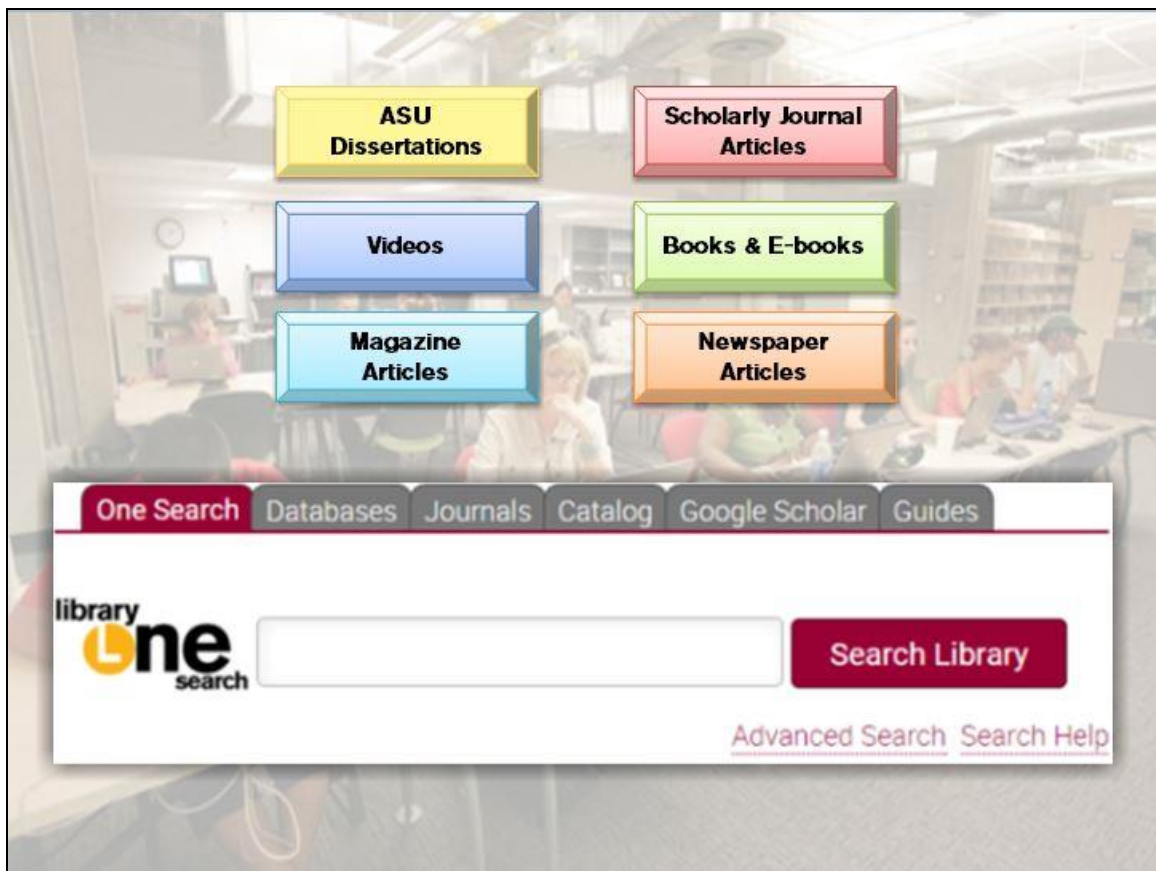 ASU
Dissertations
Scholarly Journal
Articles
Videos
Books & E-books
Magazine
Articles
Newspaper
Articles
One Search Databases Journals Catalog Google Scholar Guides
library
One
search
Search Library
Advanced Search Search Help